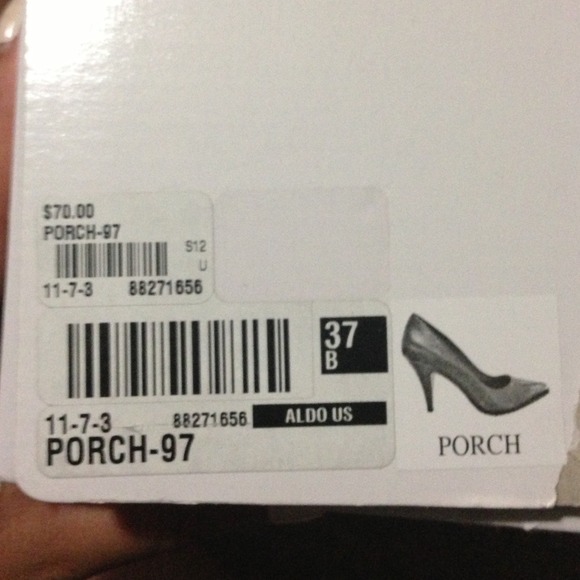 $70.00
PORCH-97
S12
U
11-7-3 88271656
37
B
11-7-3 88271656 ALDO US
PORCH-97
PORCH